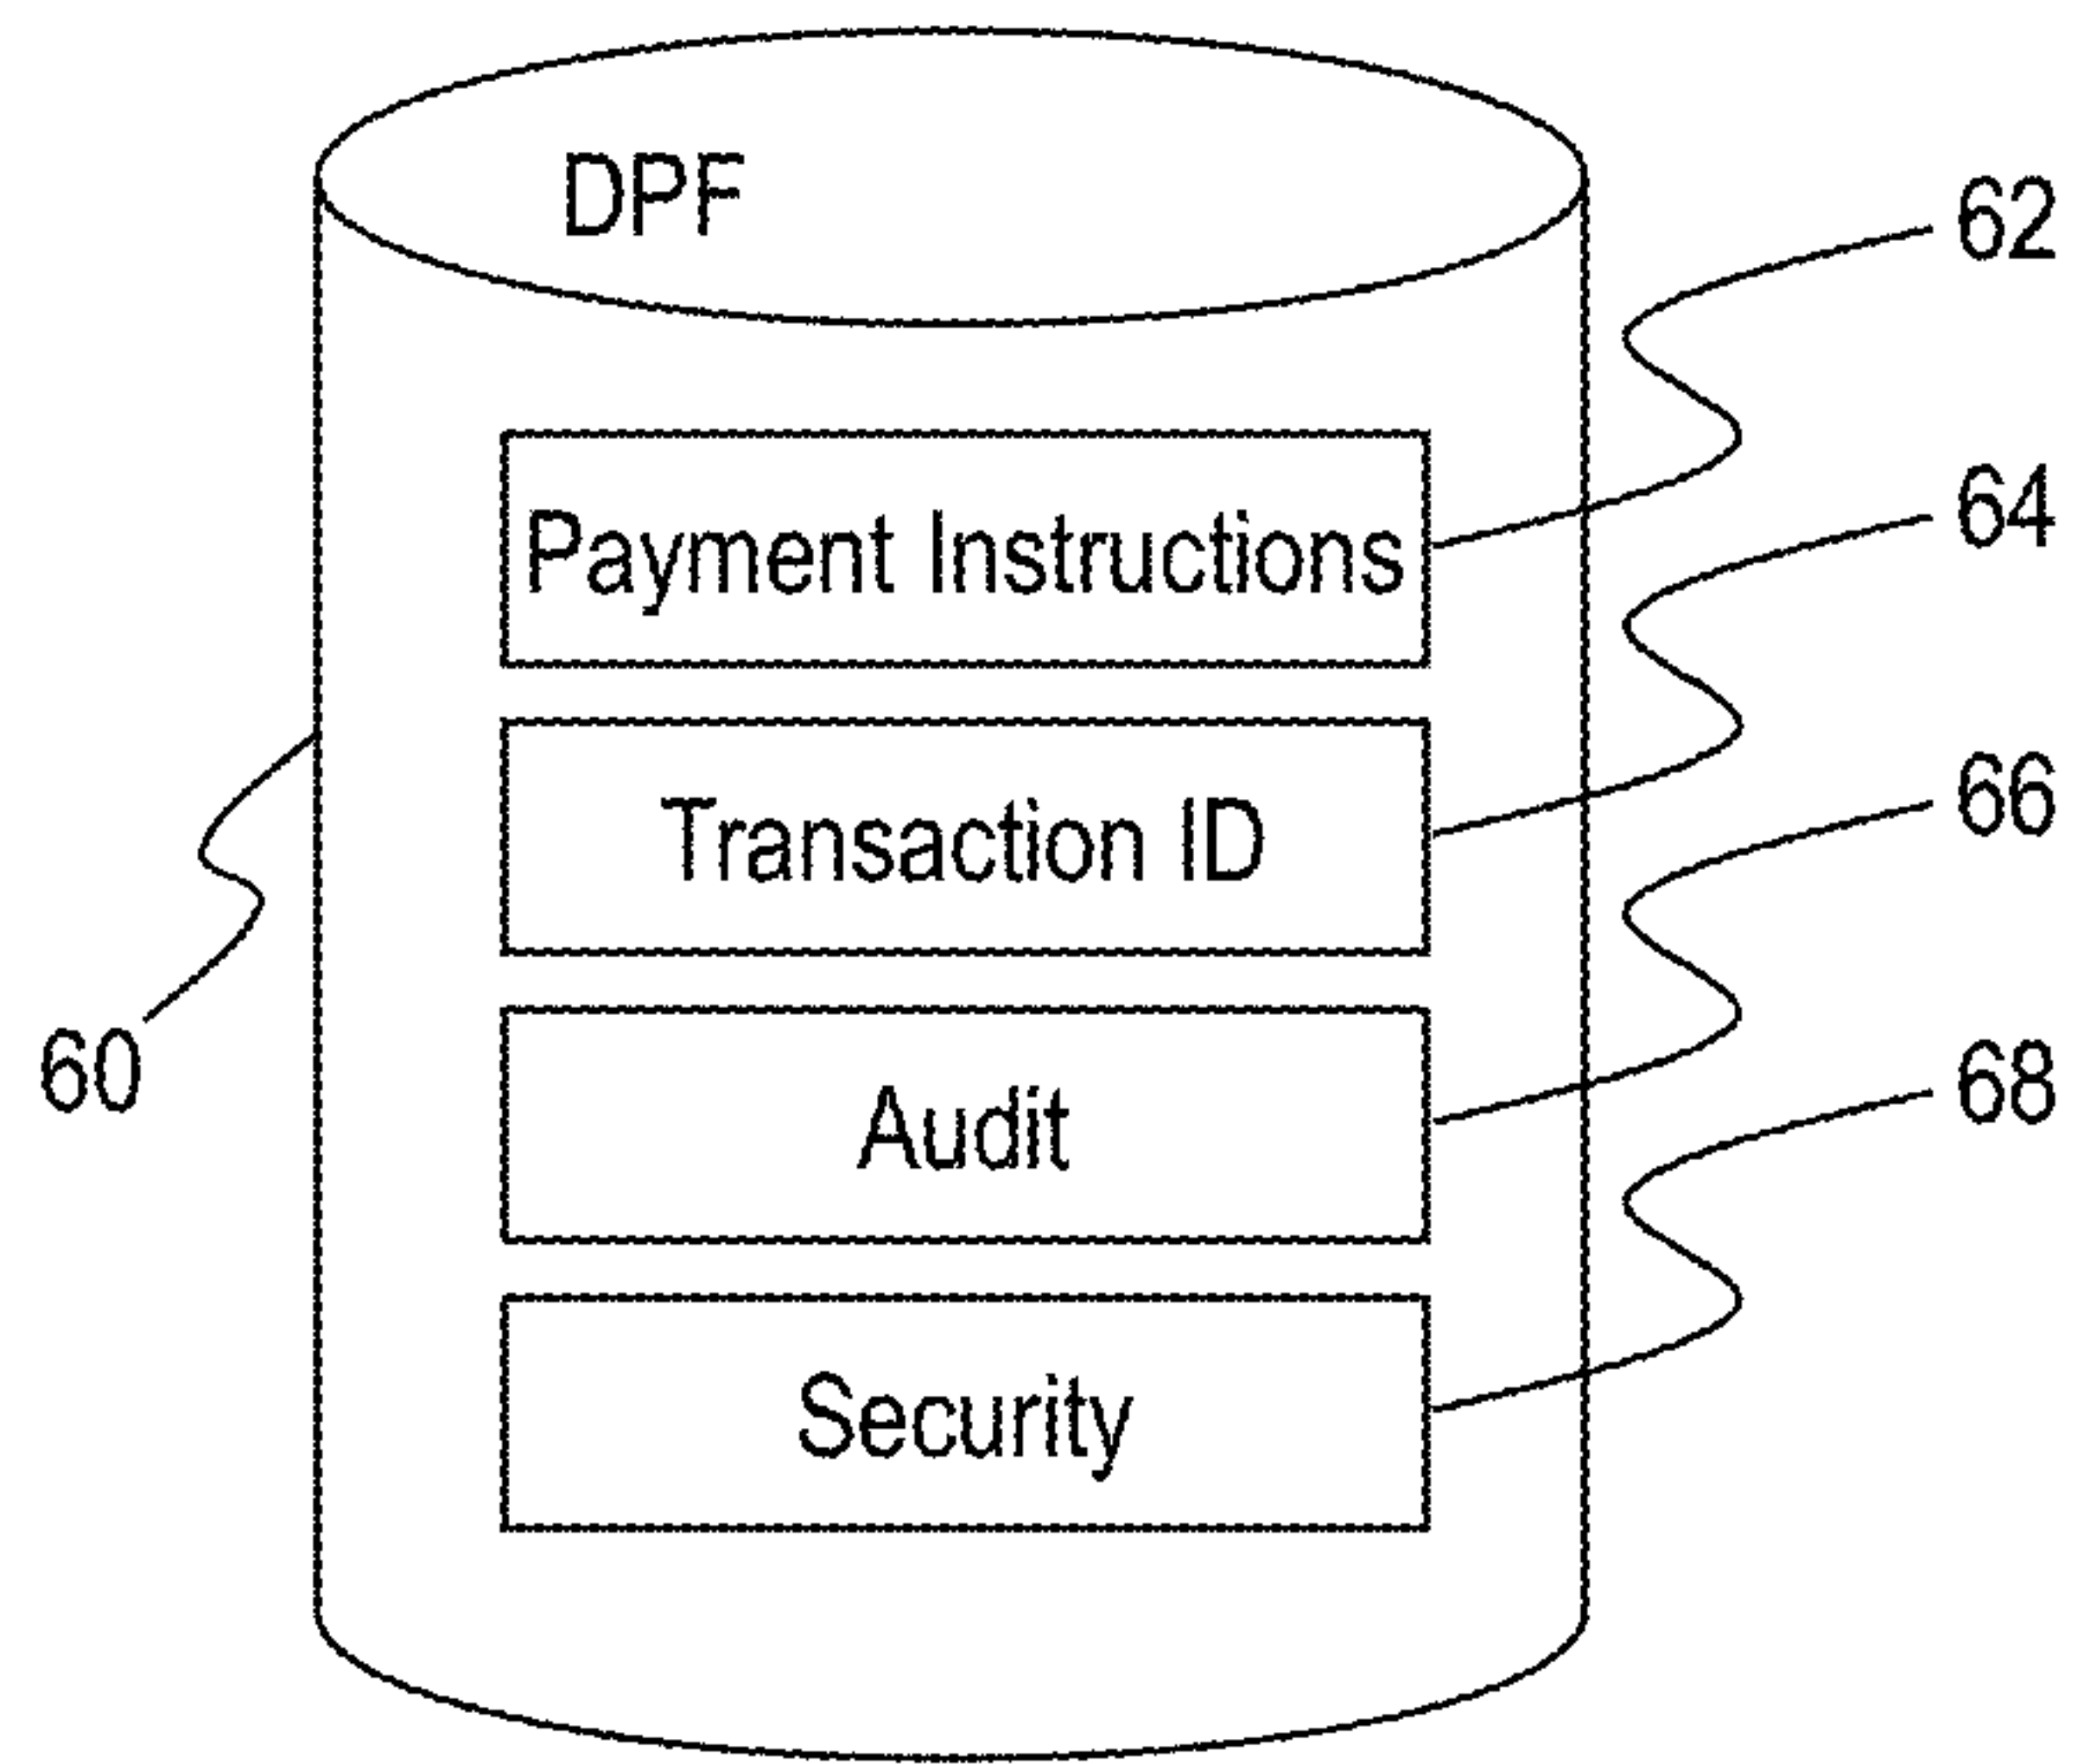 DPF
62
Payment Instructions
64
Transaction ID
66
60
Audit
68
Security